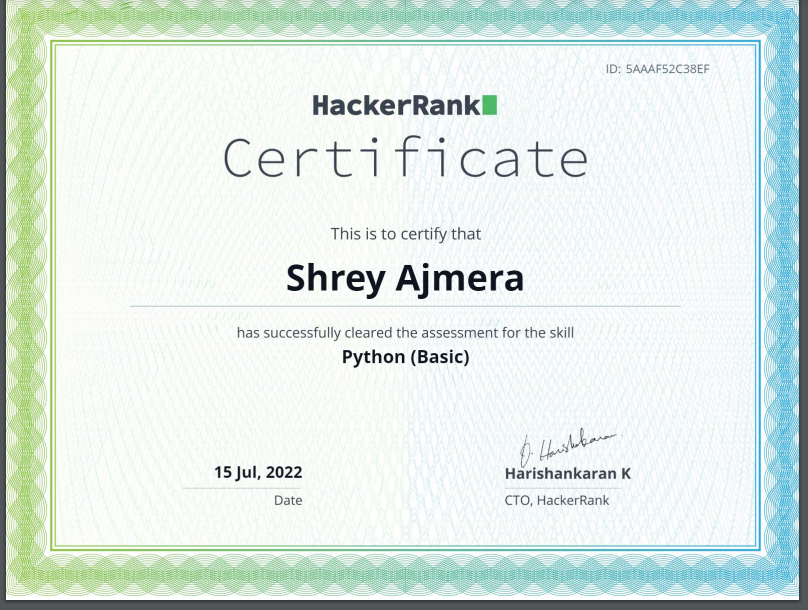 ID: 5AAAF52C38EF
HackerRank
Certificate
This is to certify that
Shrey Ajmera
has successfully cleared the assessment for the skill
Python (Basic)
D. Harishankaran
15 Jul, 2022
Harishankaran K
Date
CTO, HackerRank